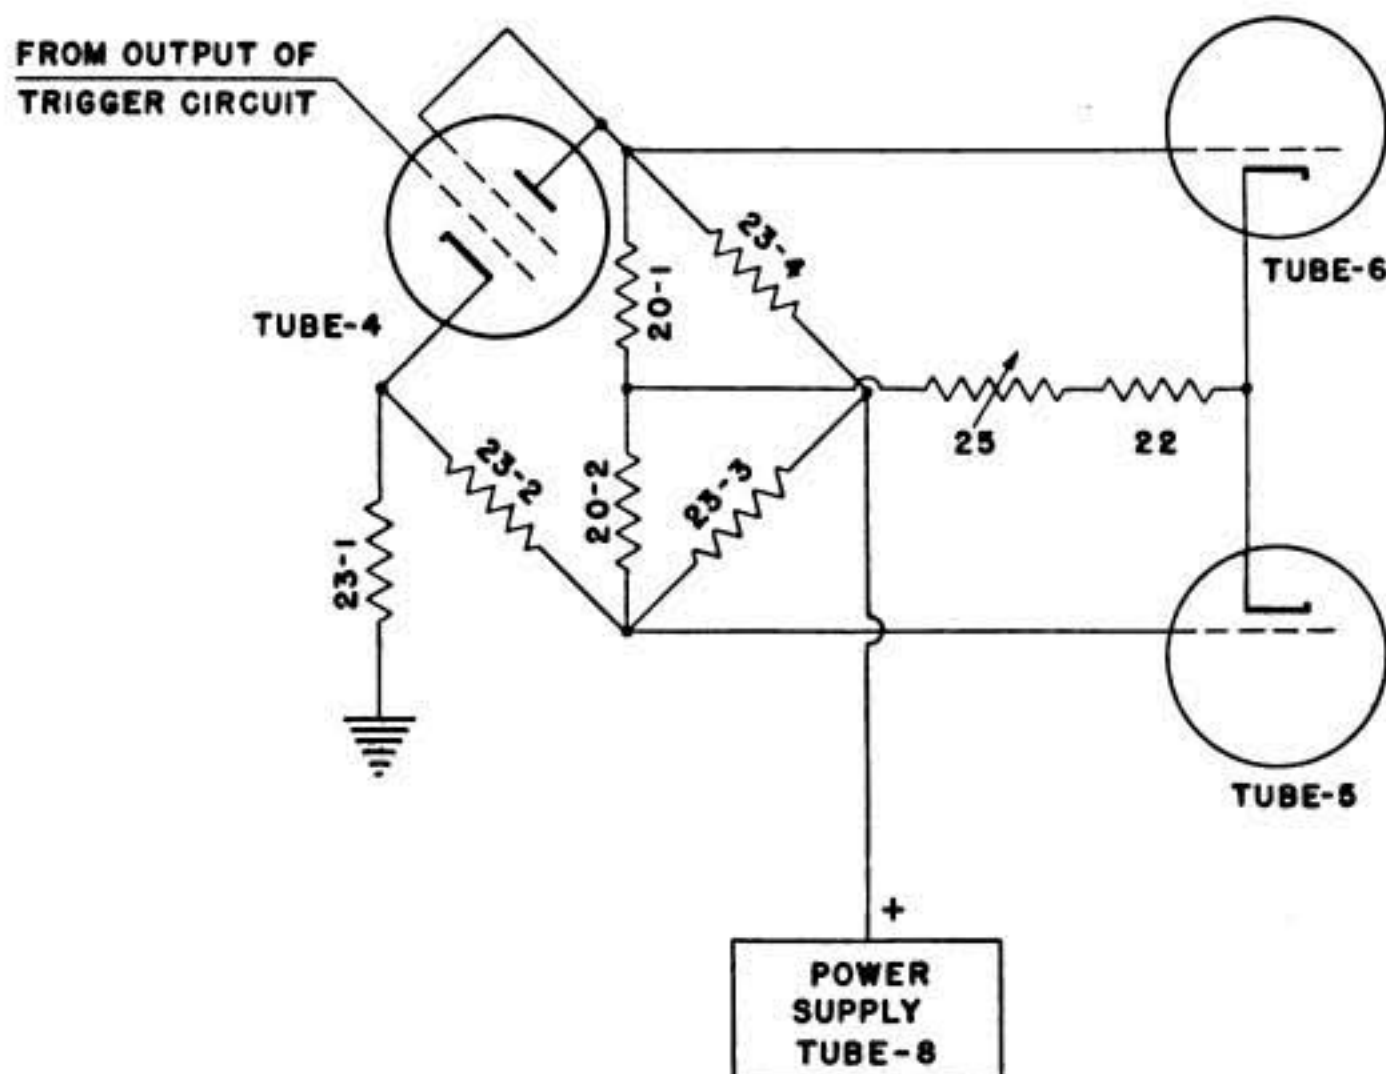 FROM OUTPUT OF
TRIGGER CIRCUIT
TUBE-6
23-4
20-1
TUBE-4
25
22
23-2
20-2
23-3
23-1
TUBE-5
+
POWER
SUPPLY
TUBE-8